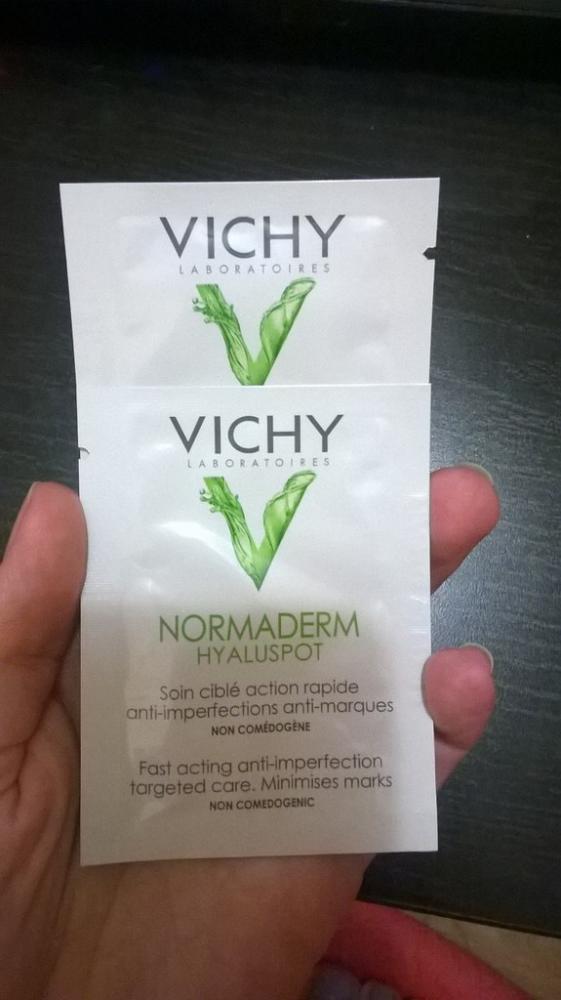 VICHY
LABORATOIRES
VICHY
LABORATOIRES
NORMADERM
HYALUSPOT
Soin ciblé action rapide
anti-imperfections anti-marques
NON COMÉDOGÈNE
Fast acting anti-imperfection
targeted care. Minimises marks
NON COMEDOGENIC